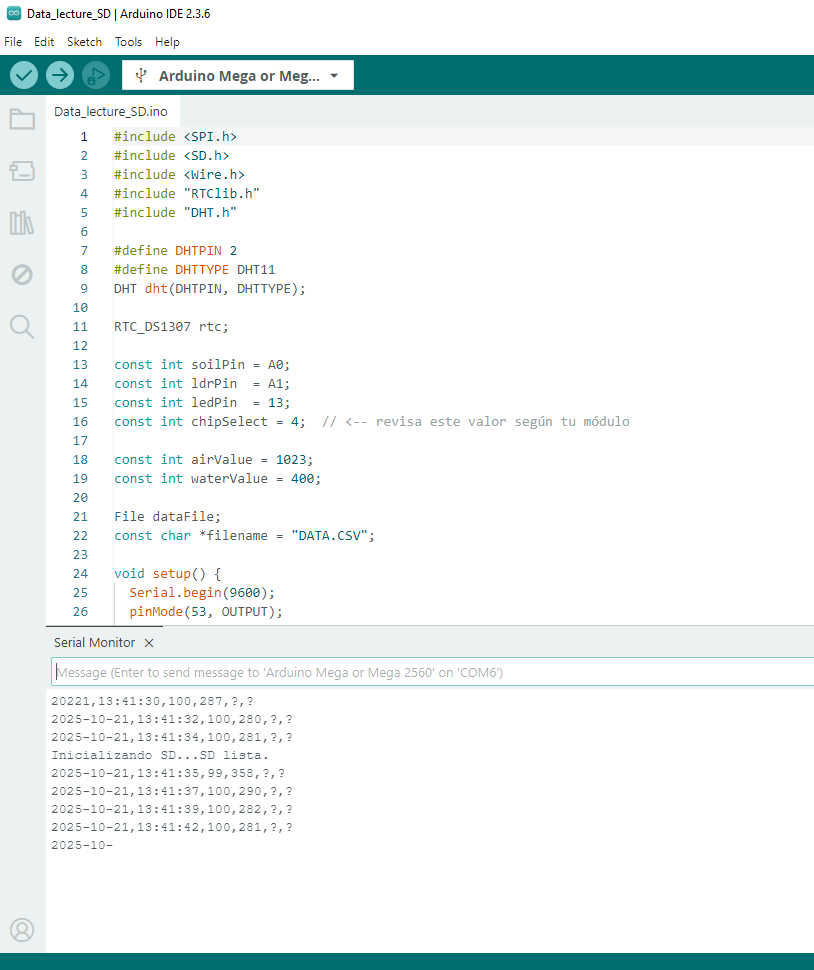 Data_lecture_SD | Arduino IDE 2.3.6
File Edit Sketch Tools Help
Arduino Mega or Meg...
Data_lecture_SD.ino
1 #include <SPI.h>
2 #include <SD.h>
3 #include <Wire.h>
4 #include "RTClib.h"
5 #include "DHT.h"
6
7 #define DHTPIN 2
8 #define DHTTYPE DHT11
9 DHT dht(DHTPIN, DHTTYPE);
10
11 RTC_DS1307 rtc;
12
13 const int soilPin = A0;
14 const int ldrPin  = A1;
15 const int ledPin  = 13;
16 const int chipSelect = 4;  // <-- revisa este valor según tu módulo
17
18 const int airValue = 1023;
19 const int waterValue = 400;
20
21 File dataFile;
22 const char *filename = "DATA.CSV";
23
24 void setup() {
25   Serial.begin(9600);
26   pinMode(53, OUTPUT);
Serial Monitor
Message (Enter to send message to 'Arduino Mega or Mega 2560' on 'COM6')
20221,13:41:30,100,287,?,?
2025-10-21,13:41:32,100,280,?,?
2025-10-21,13:41:34,100,281,?,?
Inicializando SD...SD lista.
2025-10-21,13:41:35,99,358,?,?
2025-10-21,13:41:37,100,290,?,?
2025-10-21,13:41:39,100,282,?,?
2025-10-21,13:41:42,100,281,?,?
2025-10-